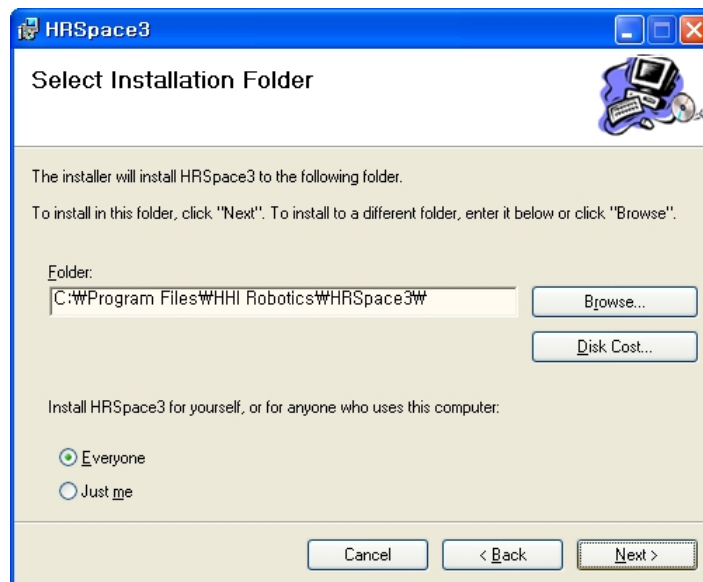 HRSpace3
Select Installation Folder
The installer will install HRSpace3 to the following folder.
To install in this folder, click "Next". To install to a different folder, enter it below or click "Browse".
Folder:
C:₩Program Files₩HHI Robotics₩HRSpace3₩
Browse...
Disk Cost...
Install HRSpace3 for yourself, or for anyone who uses this computer:
Everyone
Just me
Cancel
< Back
Next >